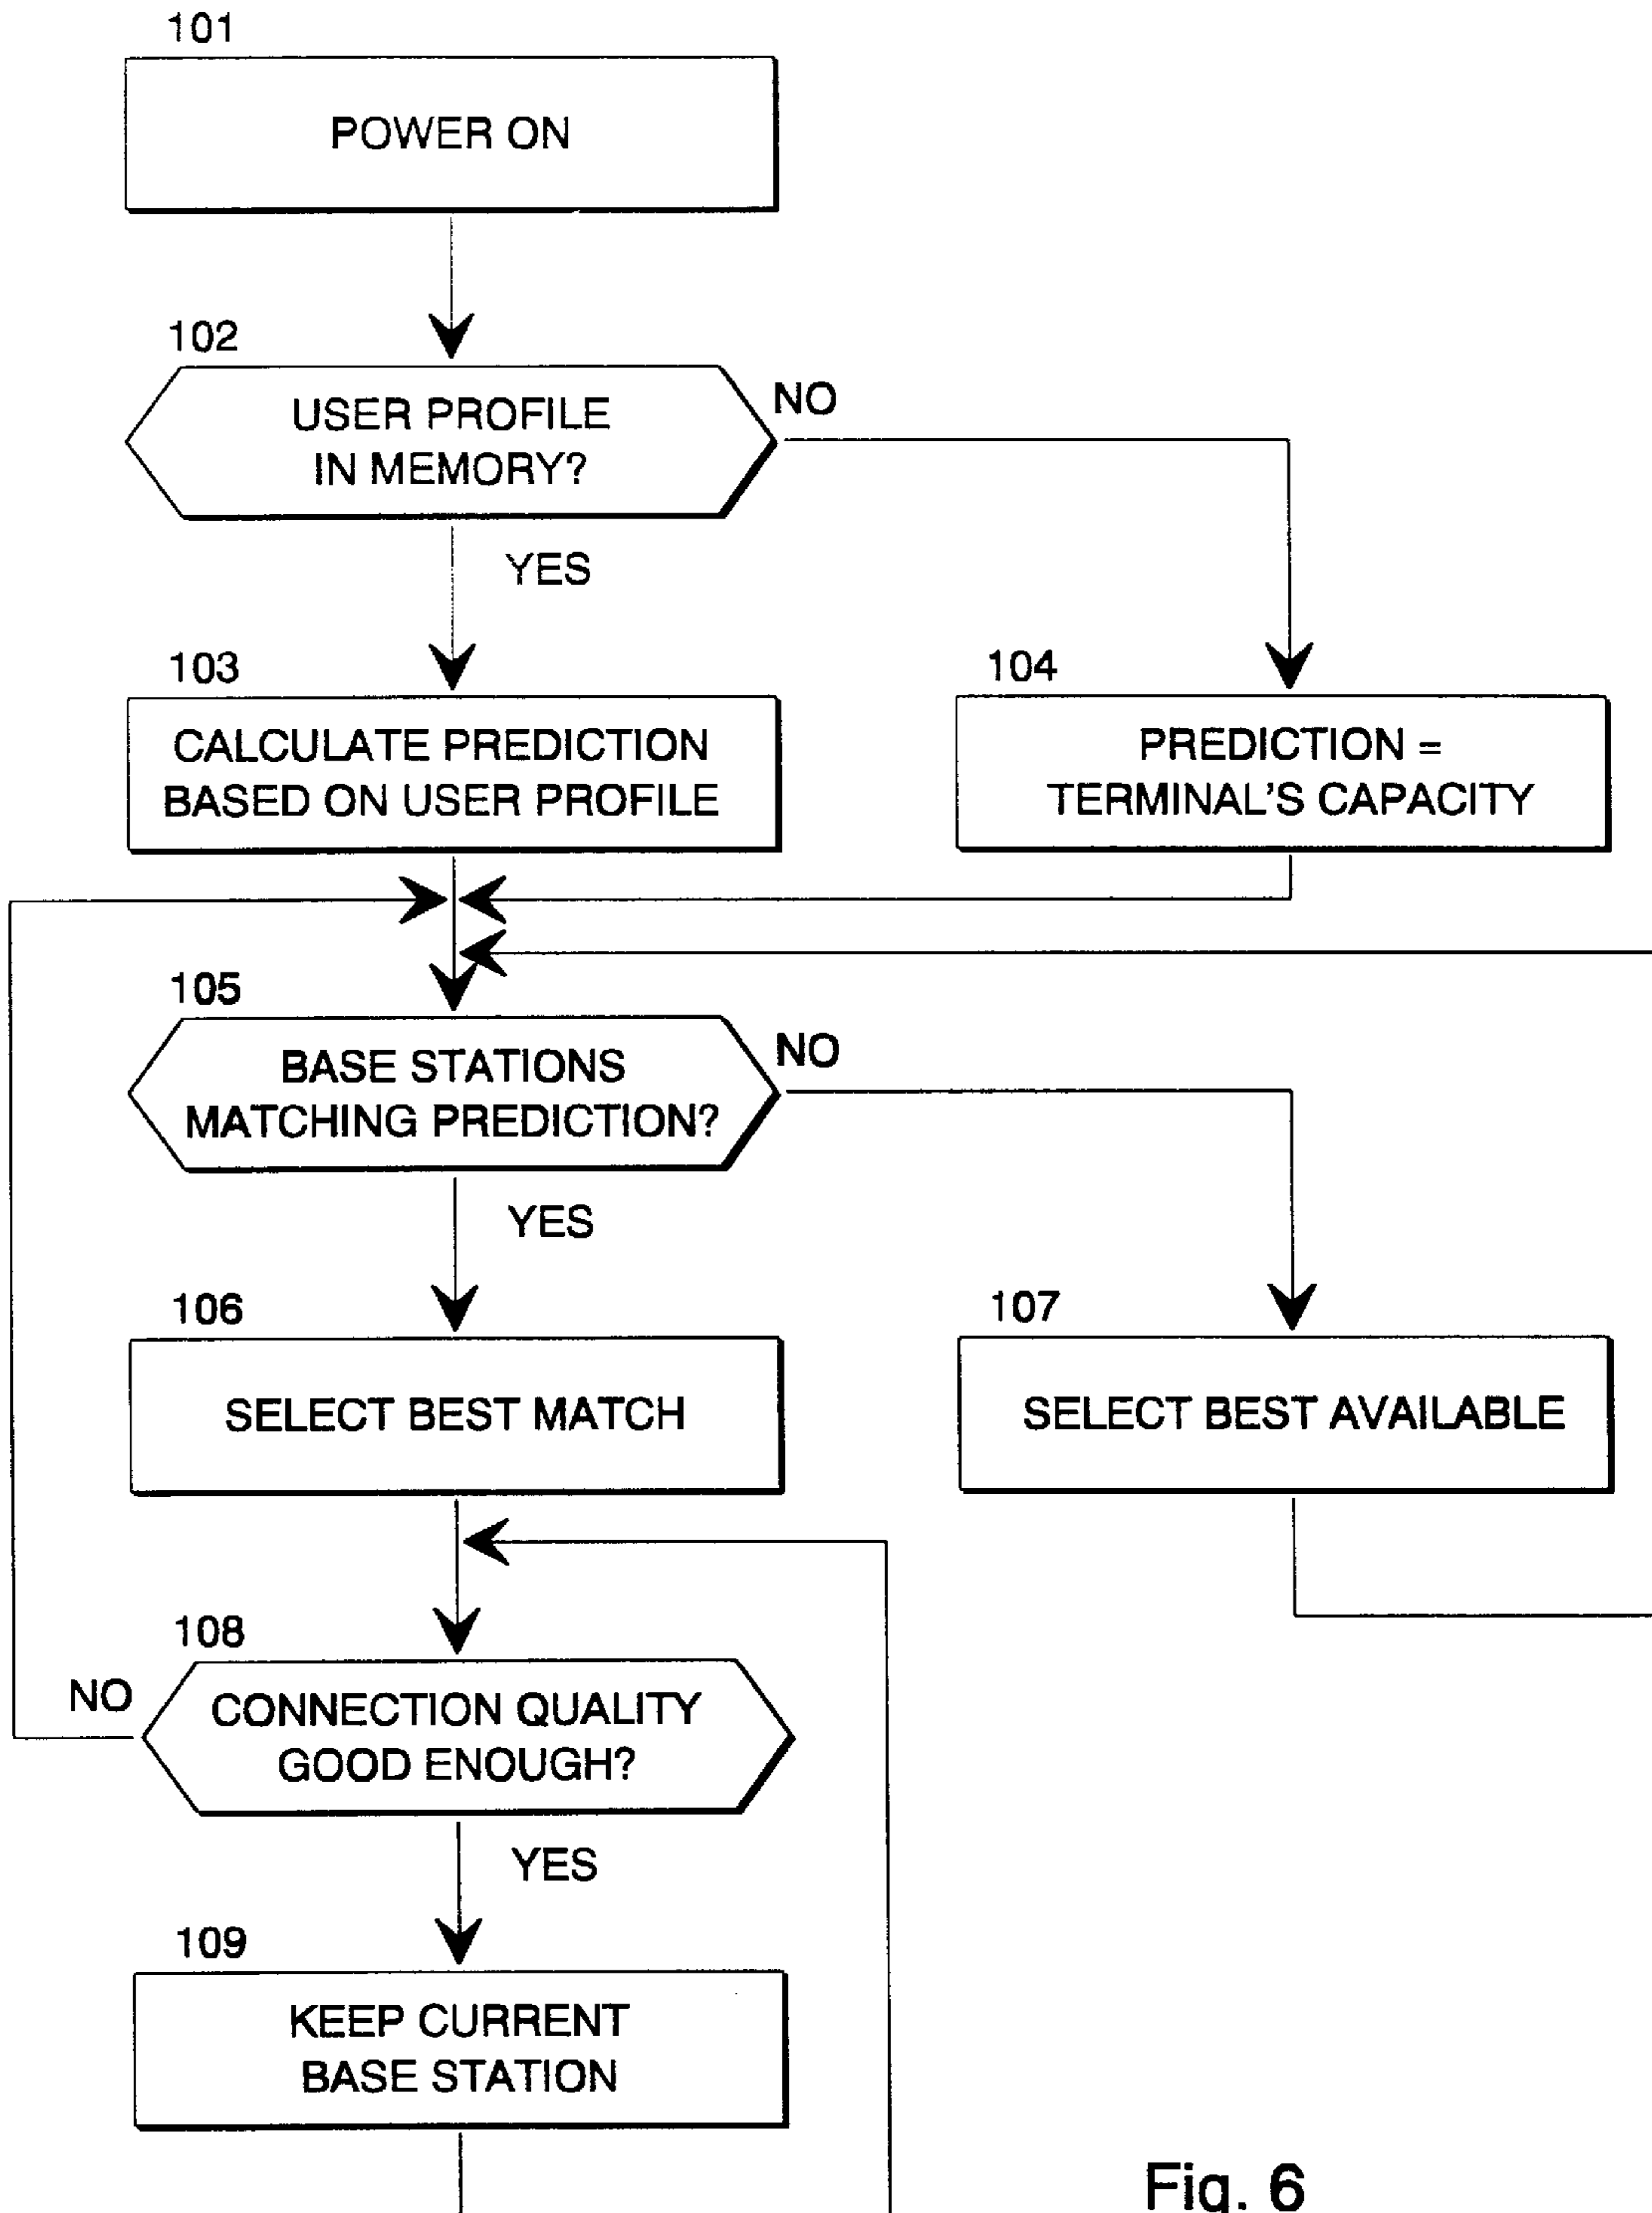 101
POWER ON
102
USER PROFILE
IN MEMORY?
NO
YES
103
CALCULATE PREDICTION
BASED ON USER PROFILE
104
PREDICTION =
TERMINAL'S CAPACITY
105
BASE STATIONS
MATCHING PREDICTION?
NO
YES
106
SELECT BEST MATCH
107
SELECT BEST AVAILABLE
108
NO
CONNECTION QUALITY
GOOD ENOUGH?
YES
109
KEEP CURRENT
BASE STATION
Fig. 6